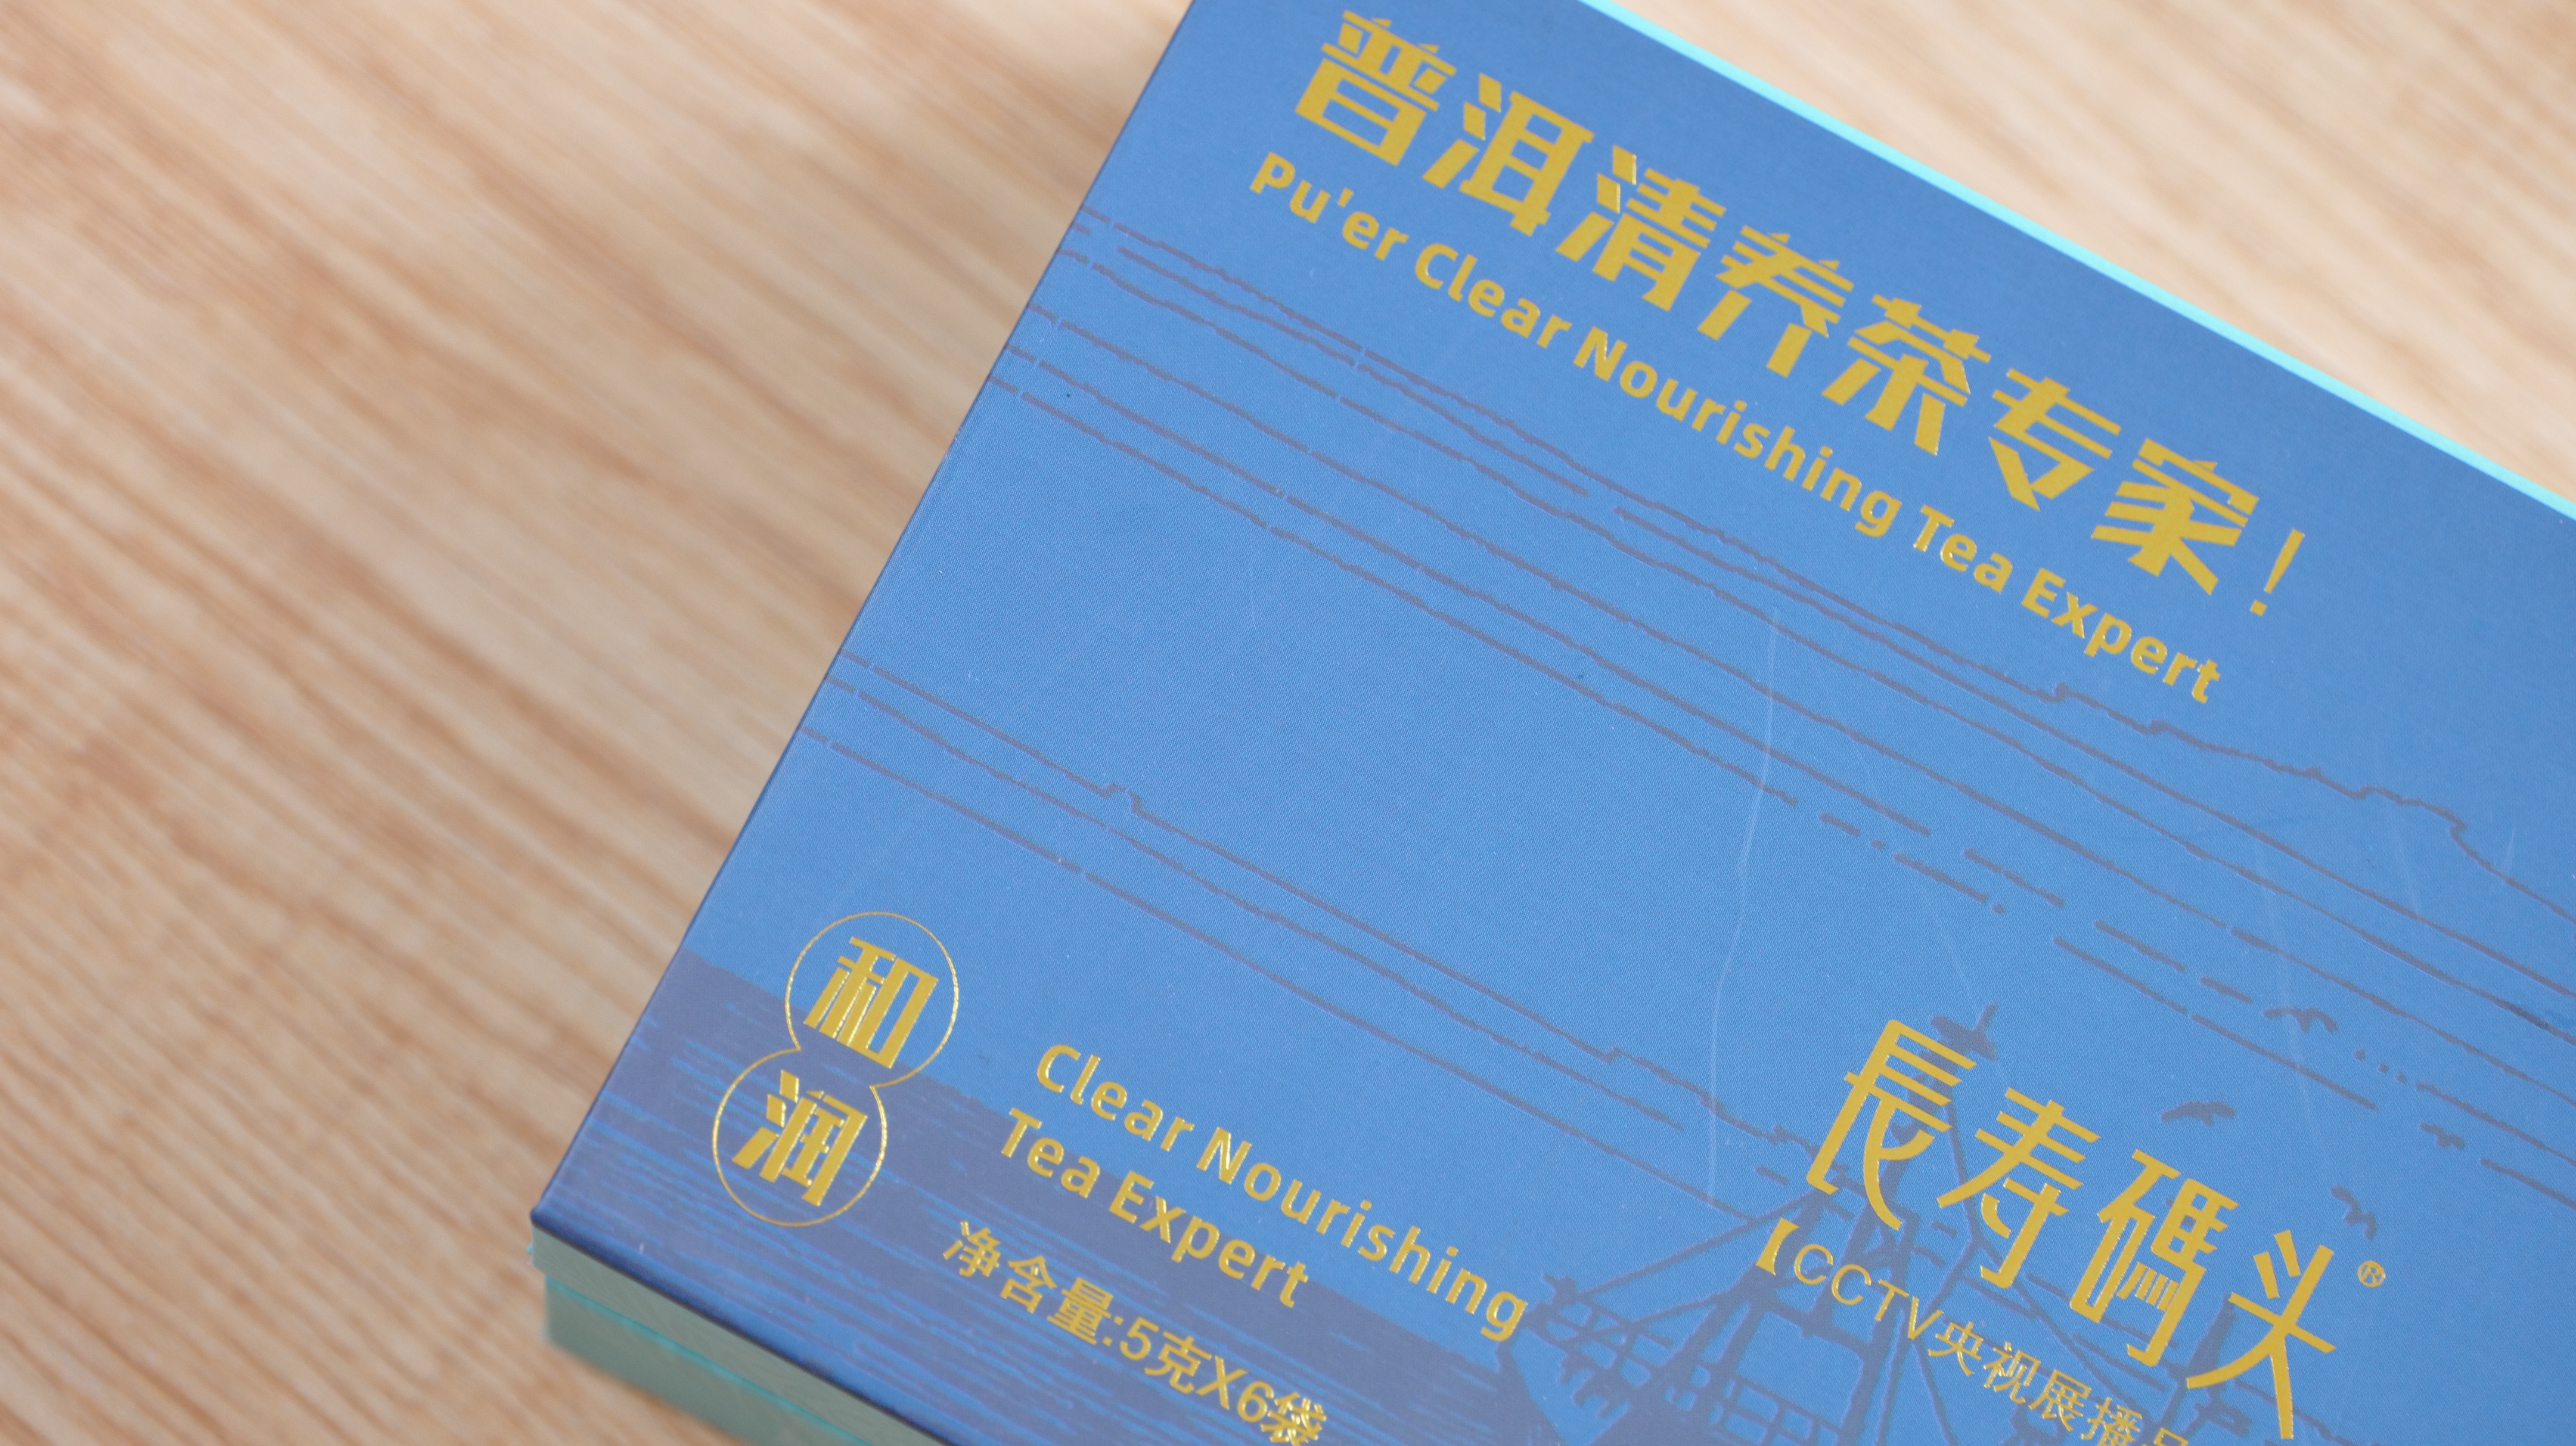 普洱清养茶专家！
Pu'er Clear Nourishing Tea Expert
和润
Clear Nourishing
Tea Expert
净含量:5克X6袋
長寿碼头®
【CCTV央视展播品